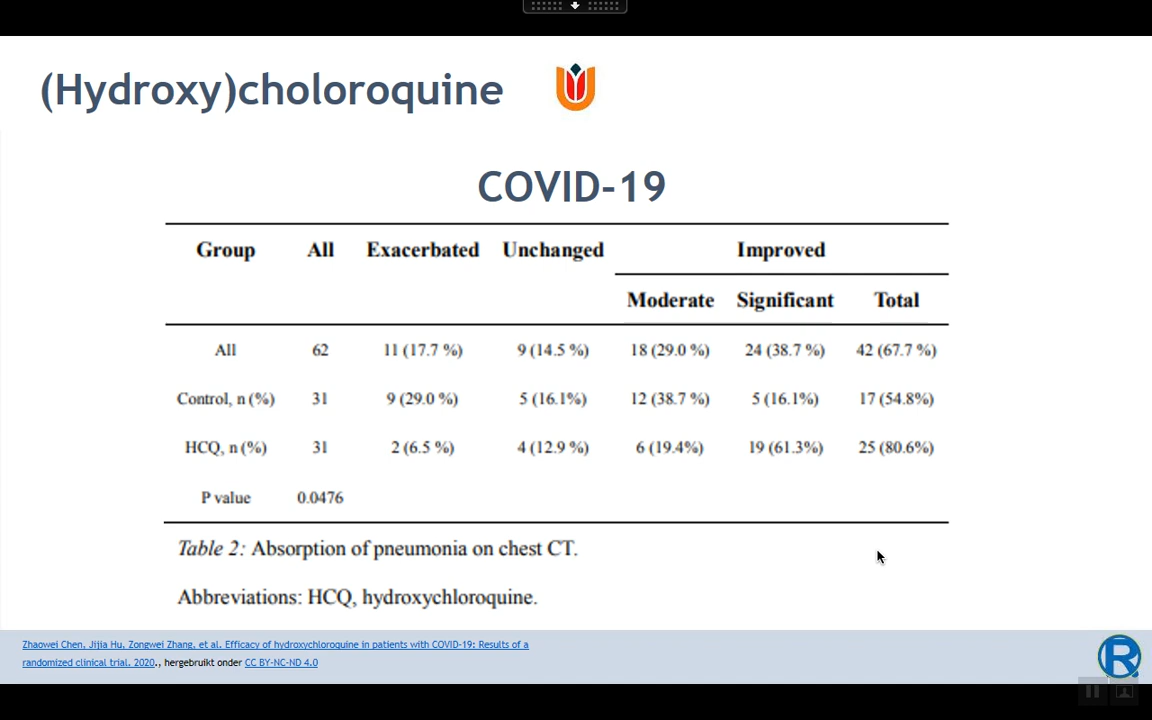 (Hydroxy)choloroquine
COVID-19
Group All Exacerbated Unchanged Improved
Moderate Significant Total
All 62 11 (17.7 %) 9 (14.5 %) 18 (29.0 %) 24 (38.7 %) 42 (67.7 %)
Control, n (%) 31 9 (29.0 %) 5 (16.1%) 12 (38.7 %) 5 (16.1%) 17 (54.8%)
HCQ, n (%) 31 2 (6.5 %) 4 (12.9 %) 6 (19.4%) 19 (61.3%) 25 (80.6%)
P value 0.0476
Table 2: Absorption of pneumonia on chest CT.
Abbreviations: HCQ, hydroxychloroquine.
Zhaowei Chen, Jijia Hu, Zongwei Zhang, et al. Efficacy of hydroxychloroquine in patients with COVID-19: Results of a
randomized clinical trial. 2020., hergebruikt onder CC BY-NC-ND 4.0
R